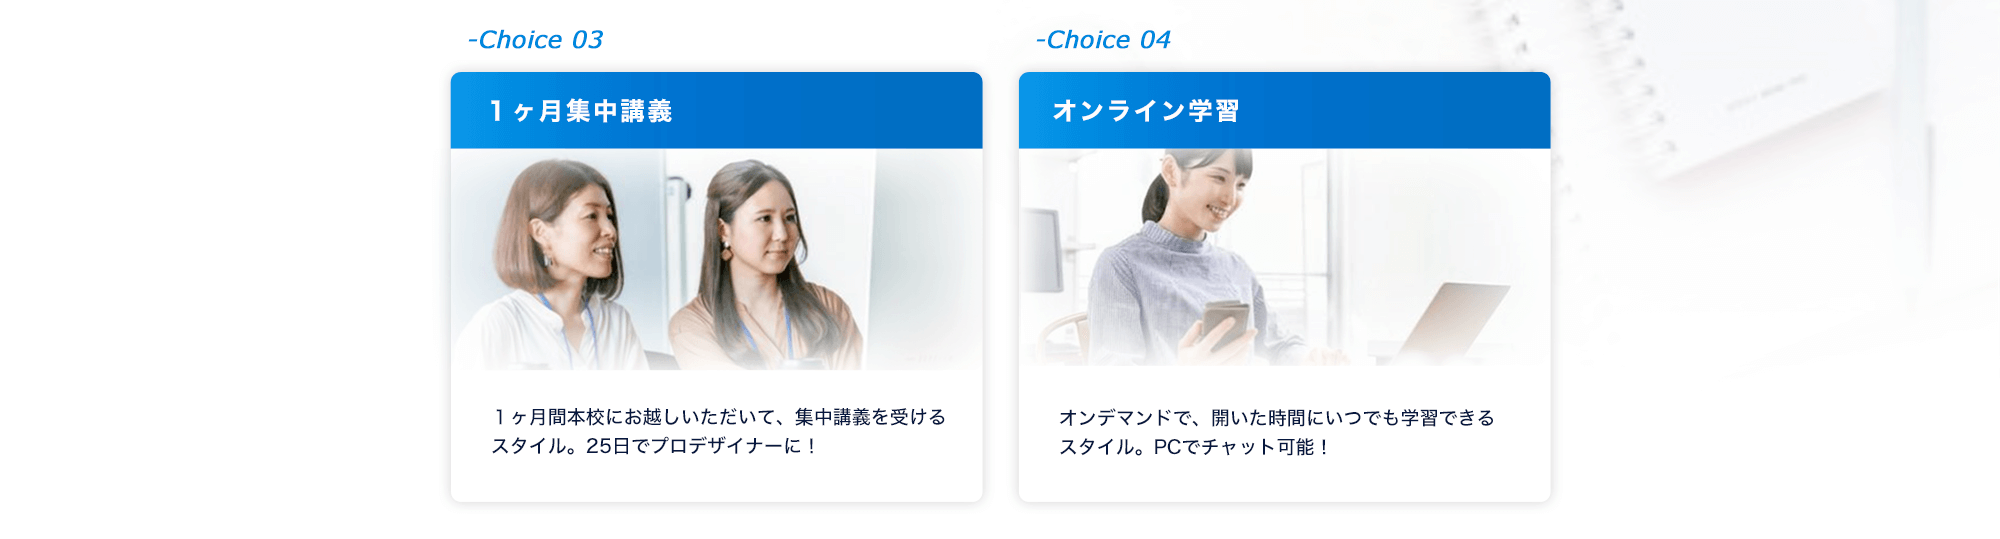 -Choice 03
１ヶ月集中講義
１ヶ月間本校にお越しいただいて、集中講義を受ける
スタイル。25日でプロデザイナーに！
-Choice 04
オンライン学習
オンデマンドで、開いた時間にいつでも学習できる
スタイル。PCでチャット可能！